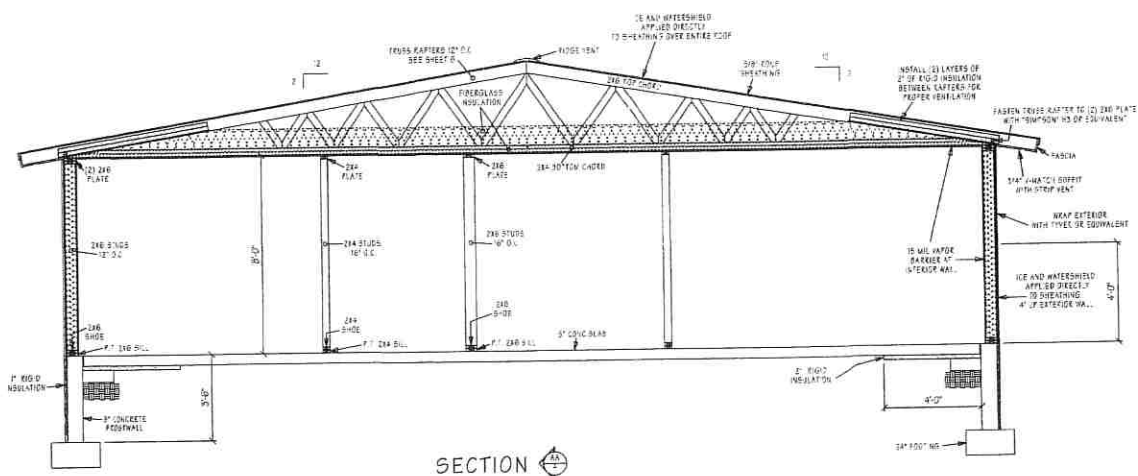 ICE AND WATERSHIELD
APPLIED DIRECTLY
TO SHEATHING OVER ENTIRE ROOF
TRUSS RAFTERS 12" O.C.
SEE SHEET
RIDGE VENT
12
2
5/8" ROOF
SHEATHING
12
2
INSTALL (2) LAYERS OF
2" OF RIGID INSULATION
BETWEEN RAFTERS FOR
PROPER VENTILATION
2X6 TOP CHORD
FIBERGLASS
INSULATION
FASTEN TRUSS RAFTER TO (2) 2X6 PLATE
WITH "SIMPSON" H3 OR EQUIVALENT
FASCIA
(2) 2X6
PLATE
2X4
PLATE
2X6
PLATE
2X4 BOTTOM CHORD
3/4" V-MATCH SOFFIT
WITH STRIP VENT
WRAP EXTERIOR
WITH TYVEK OR EQUIVALENT
2X6 STUDS
12" O.C.
8'-0"
2X4 STUDS
16" O.C.
2X6 STUDS
16" O.C.
15 MIL VAPOR
BARRIER AT
INTERIOR WALL
ICE AND WATERSHIELD
APPLIED DIRECTLY
TO SHEATHING
4' UP EXTERIOR WALL
4'-0"
2X6
SHOE
2X4
SHOE
2X6
SHOE
P.T. 2X6 SILL
P.T. 2X4 SILL
P.T. 2X6 SILL
5" CONC SLAB
RIGID
INSULATION
RIGID
INSULATION
4'-0"
CONCRETE
FROSTWALL
24" FOOTING
SECTION
AA